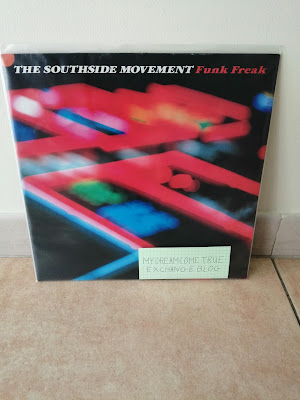 THE SOUTHSIDE MOVEMENT Funk Freak
MYDREAMCOMETRUE
EXCHANGE BLOG